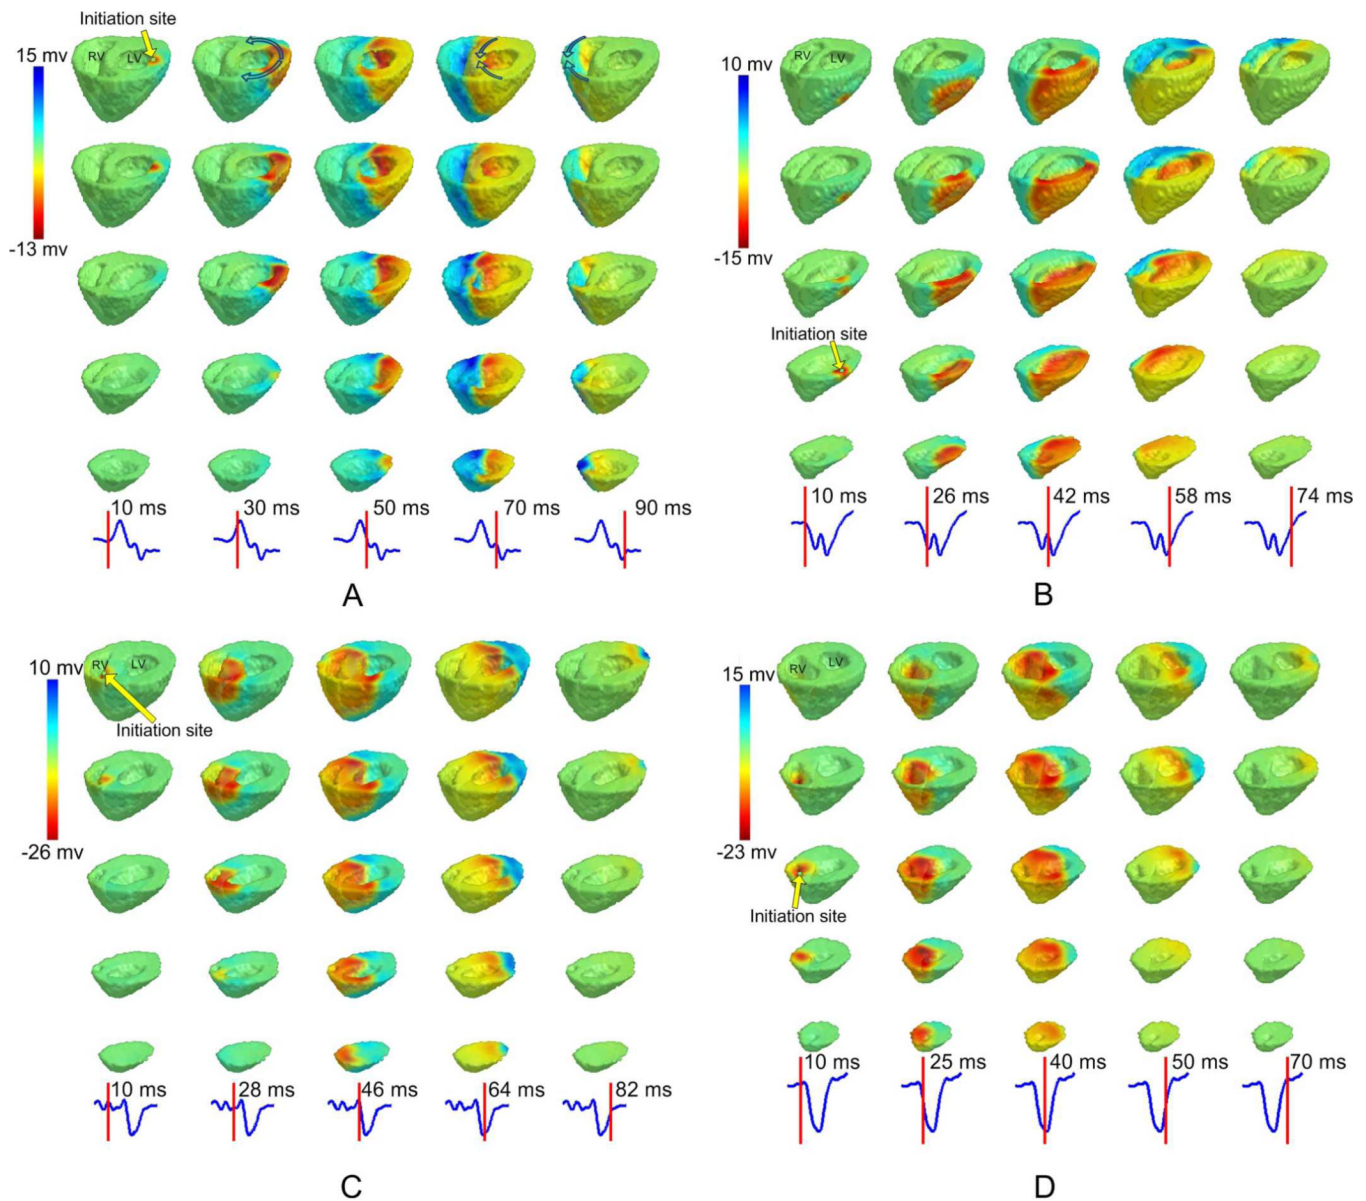 Initiation site
15 mv
RV
LV
-13 mv
10 ms
30 ms
50 ms
70 ms
90 ms
A
10 mv
RV
LV
-15 mv
Initiation site
10 ms
26 ms
42 ms
58 ms
74 ms
B
10 mv
RV
LV
Initiation site
-26 mv
10 ms
28 ms
46 ms
64 ms
82 ms
C
15 mv
RV
LV
-23 mv
Initiation site
10 ms
25 ms
40 ms
50 ms
70 ms
D